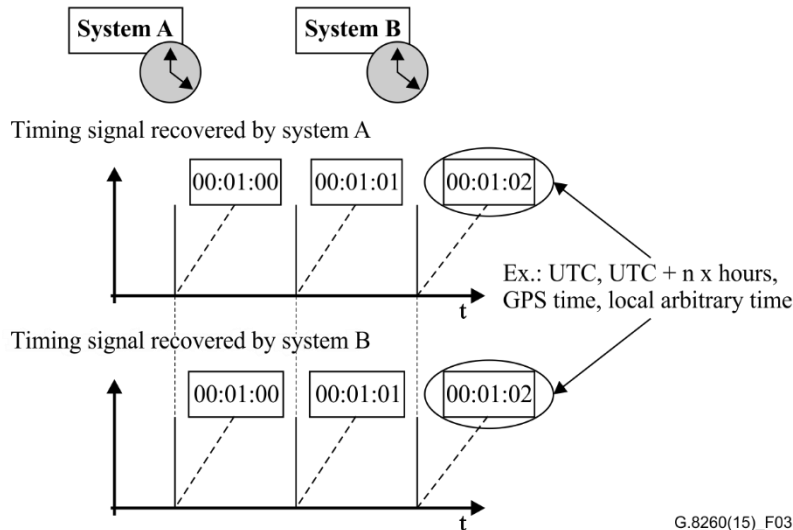 System A
System B
Timing signal recovered by system A
00:01:00
00:01:01
00:01:02
t
Ex.: UTC, UTC + n x hours,
GPS time, local arbitrary time
Timing signal recovered by system B
00:01:00
00:01:01
00:01:02
t
G.8260(15)_F03